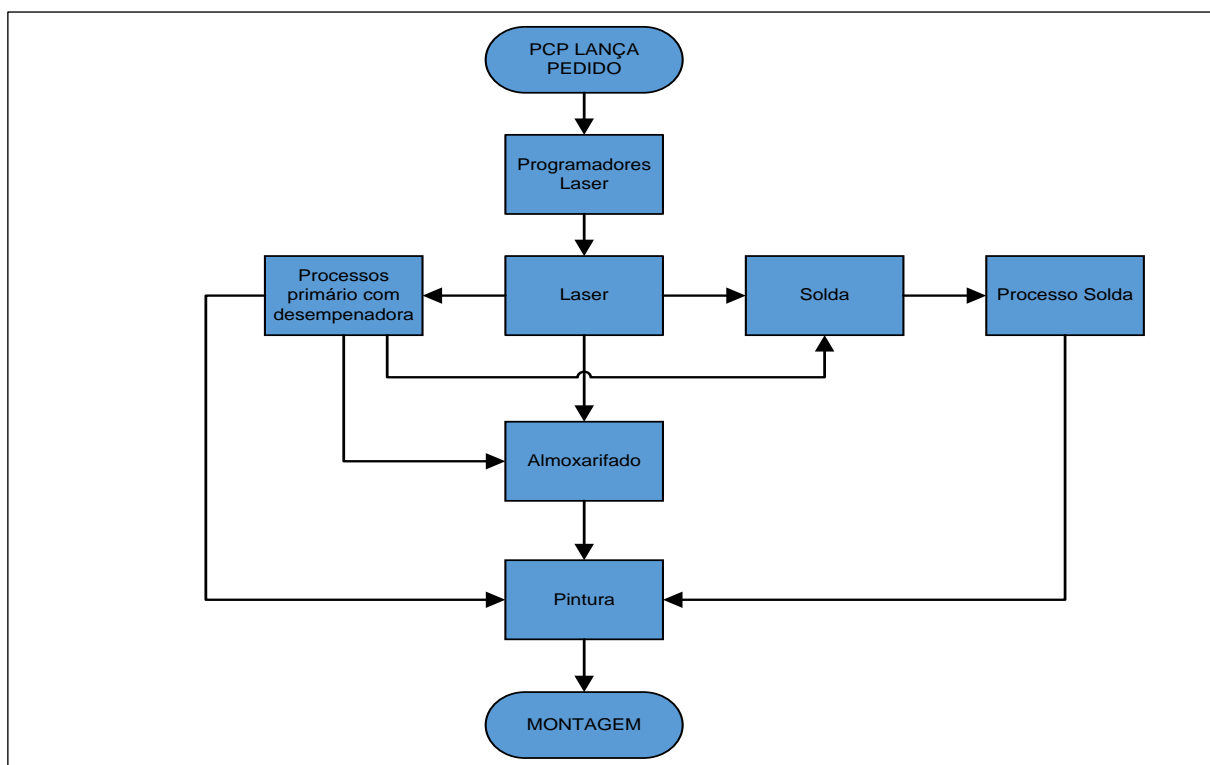 PCP LANÇA
PEDIDO
Programadores
Laser
Processos
primário com
desempenadora
Laser
Solda
Processo Solda
Almoxarifado
Pintura
MONTAGEM